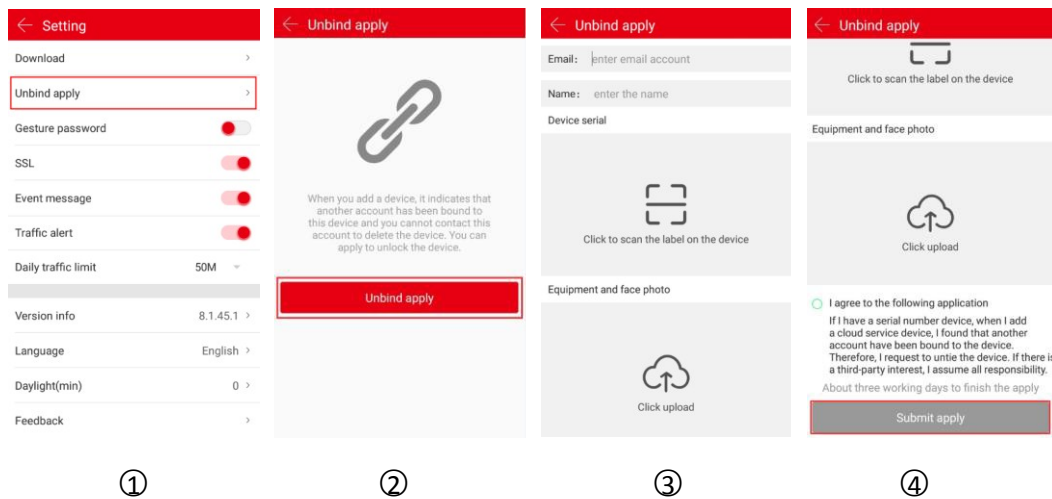 Setting
Download
Unbind apply
Gesture password
SSL
Event message
Traffic alert
Daily traffic limit 50M
Version info 8.1.45.1
Language English
Daylight(min) 0
Feedback
①
Unbind apply
When you add a device, it indicates that
another account has been bound to
this device and you cannot contact this
account to delete the device. You can
apply to unlock the device.
Unbind apply
②
Unbind apply
Email: enter email account
Name: enter the name
Device serial
Click to scan the label on the device
Equipment and face photo
Click upload
③
Unbind apply
Click to scan the label on the device
Equipment and face photo
Click upload
I agree to the following application
If I have a serial number device, when I add
a cloud service device, I found that another
account have been bound to the device.
Therefore, I request to untie the device. If there is
a third-party interest, I assume all responsibility.
About three working days to finish the apply
Submit apply
④